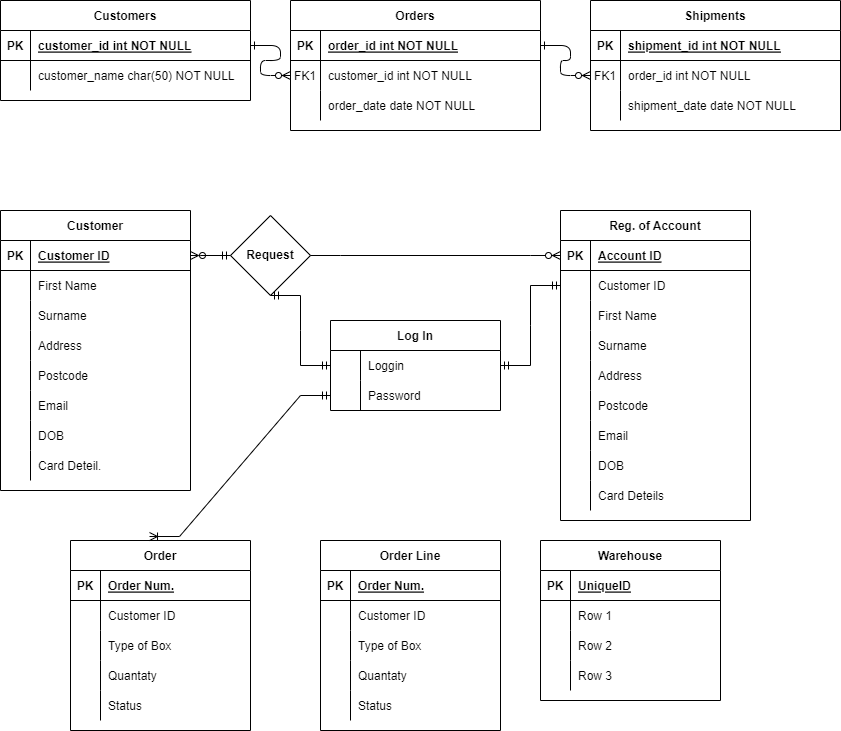 Customers
PK customer_id int NOT NULL
customer_name char(50) NOT NULL
Orders
PK order_id int NOT NULL
FK1 customer_id int NOT NULL
order_date date NOT NULL
Shipments
PK shipment_id int NOT NULL
FK1 order_id int NOT NULL
shipment_date date NOT NULL
Customer
PK Customer ID
First Name
Surname
Address
Postcode
Email
DOB
Card Deteil.
Request
Log In
Loggin
Password
Reg. of Account
PK Account ID
Customer ID
First Name
Surname
Address
Postcode
Email
DOB
Card Deteils
Order
PK Order Num.
Customer ID
Type of Box
Quantaty
Status
Order Line
PK Order Num.
Customer ID
Type of Box
Quantaty
Status
Warehouse
PK UniqueID
Row 1
Row 2
Row 3